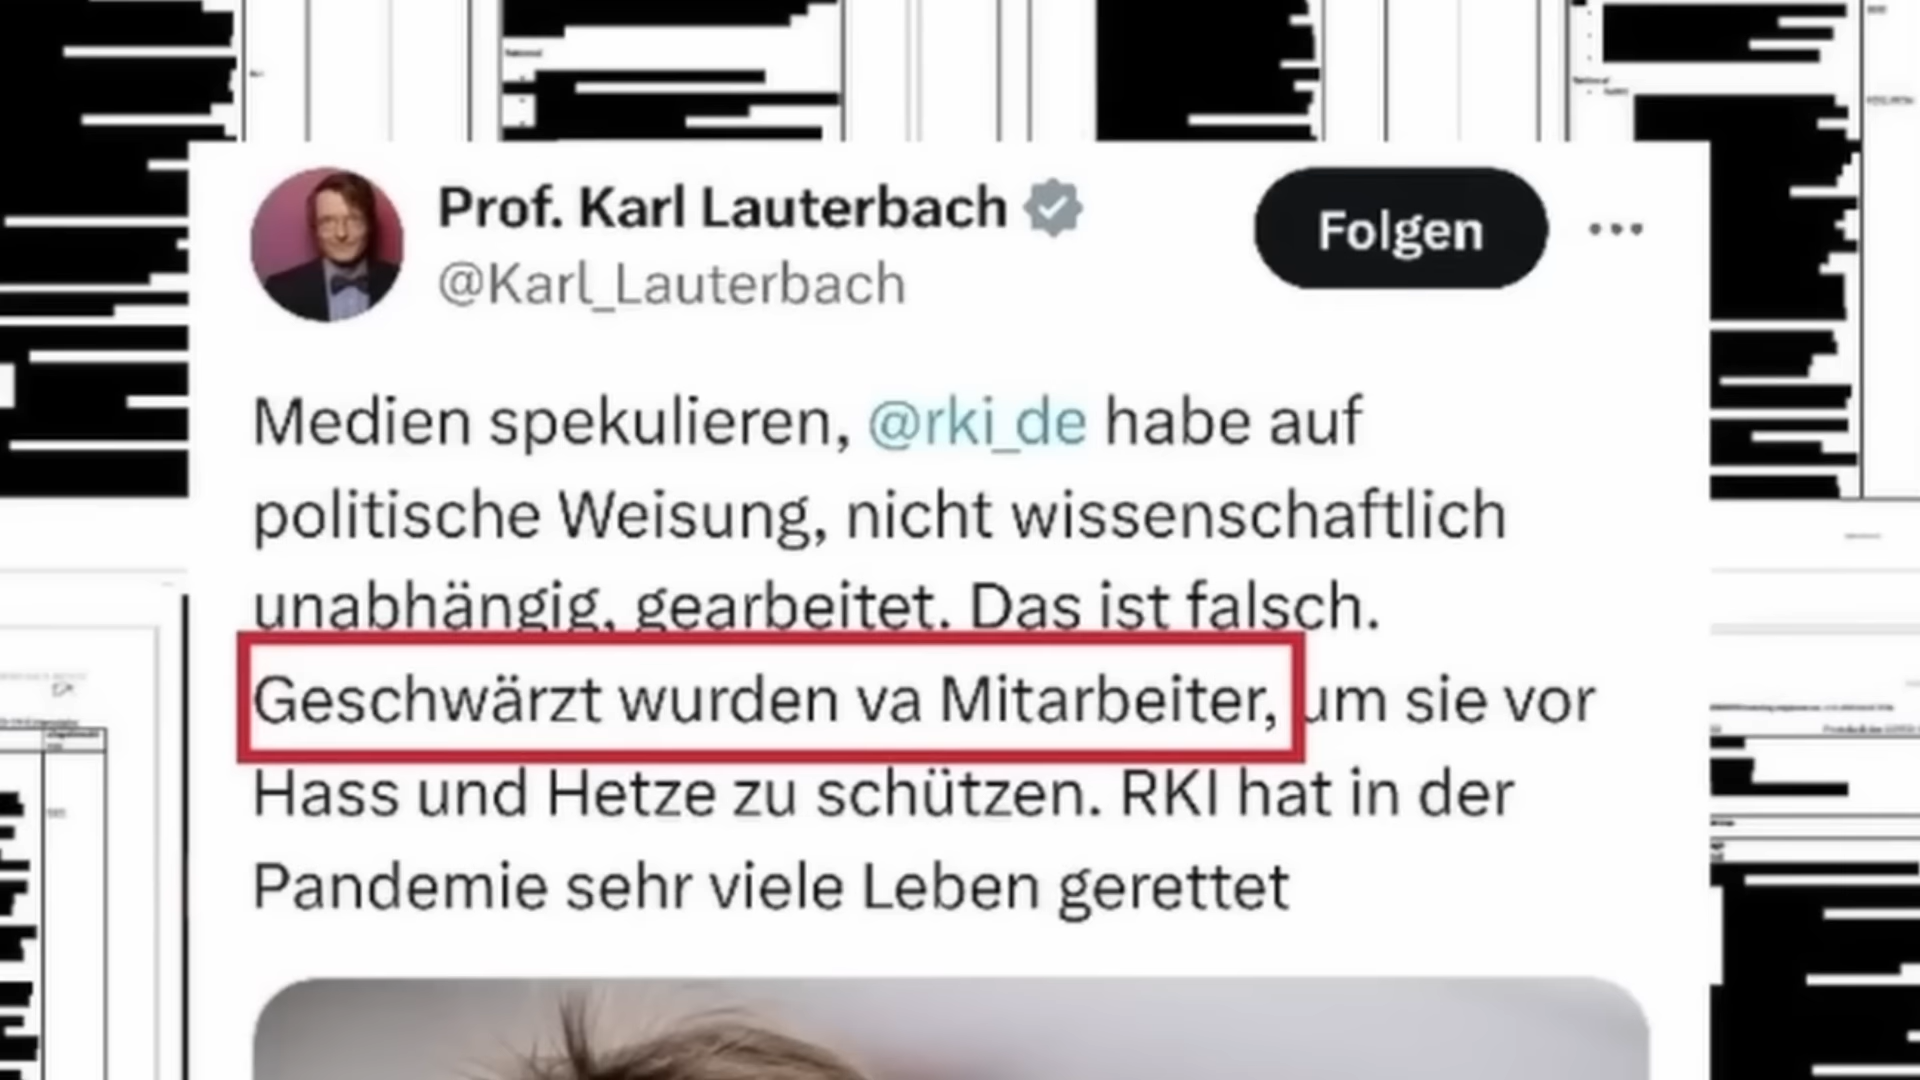 Prof. Karl Lauterbach
@Karl_Lauterbach
Folgen
Medien spekulieren, @rki_de habe auf
politische Weisung, nicht wissenschaftlich
unabhängig, gearbeitet. Das ist falsch.
Geschwärzt wurden va Mitarbeiter, um sie vor
Hass und Hetze zu schützen. RKI hat in der
Pandemie sehr viele Leben gerettet